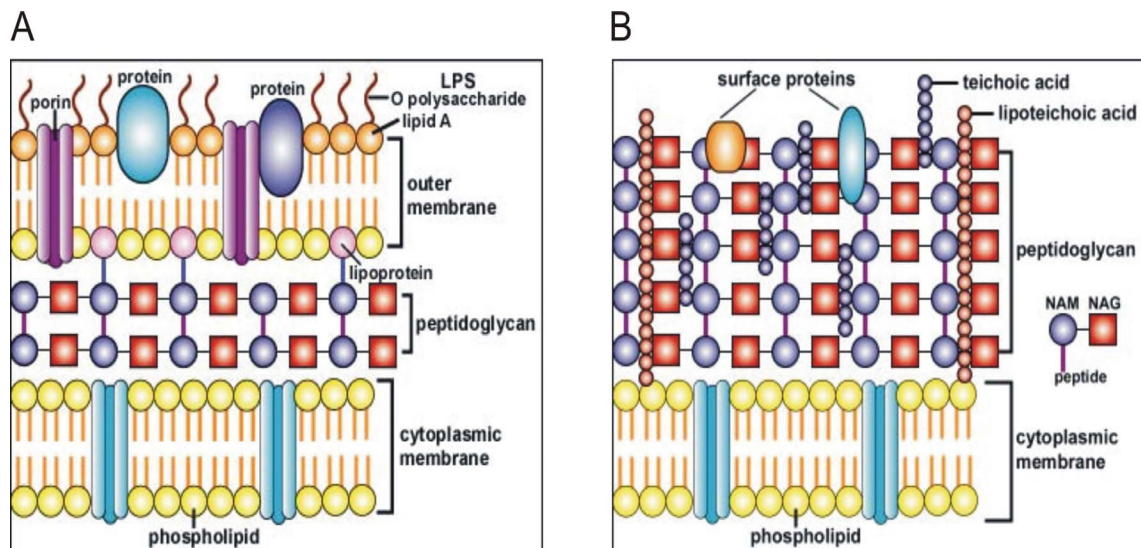 A
protein
porin
protein
LPS
O polysaccharide
lipid A
outer
membrane
lipoprotein
peptidoglycan
cytoplasmic
membrane
phospholipid
B
surface proteins
teichoic acid
lipoteichoic acid
peptidoglycan
NAM NAG
peptide
cytoplasmic
membrane
phospholipid